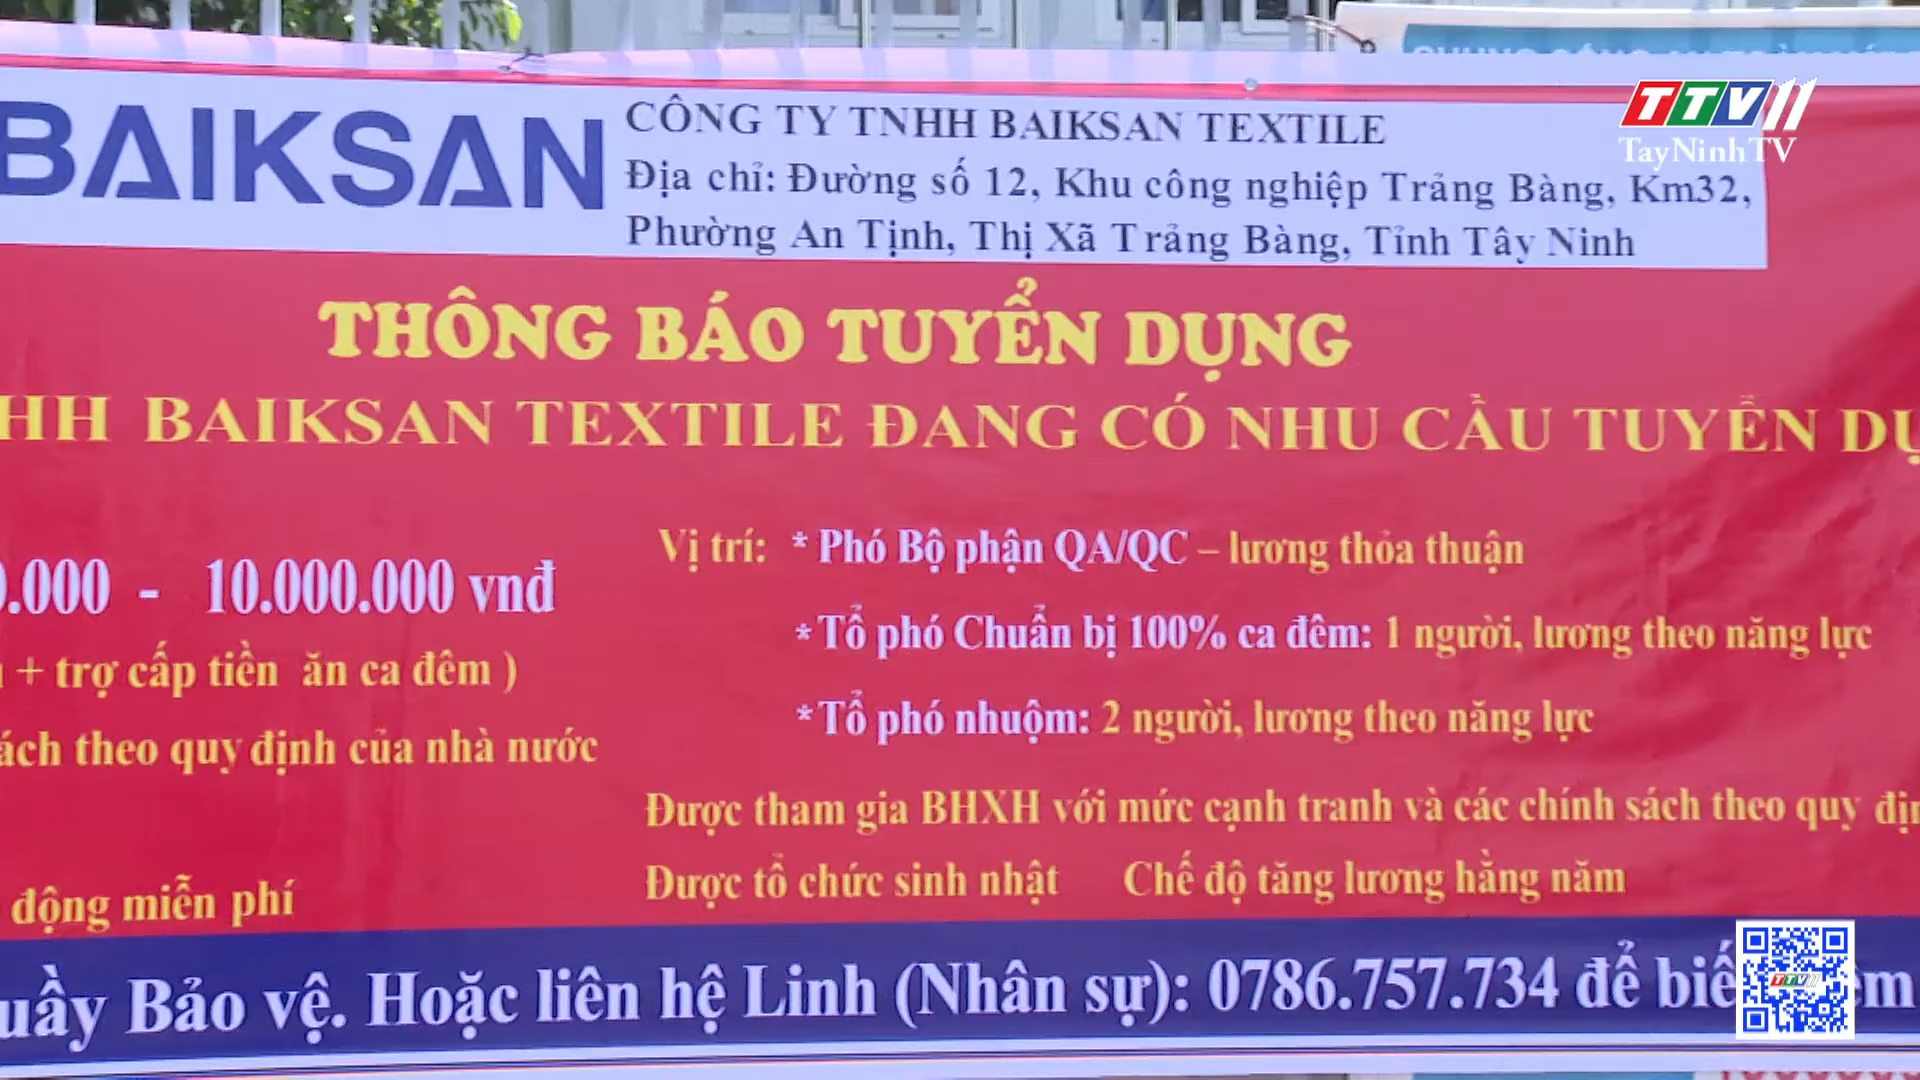 BAIKSAN
CÔNG TY TNHH BAIKSAN TEXTILE
Địa chỉ: Đường số 12, Khu công nghiệp Trảng Bàng, Km32,
Phường An Tịnh, Thị Xã Trảng Bàng, Tỉnh Tây Ninh
TTV11
TayNinhTV
THÔNG BÁO TUYỂN DỤNG
HH BAIKSAN TEXTILE ĐANG CÓ NHU CẦU TUYỂN DỤ
.000 - 10.000.000 vnđ
+ trợ cấp tiền ăn ca đêm )
ách theo quy định của nhà nước
động miễn phí
Vị trí: * Phó Bộ phận QA/QC – lương thỏa thuận
* Tổ phó Chuẩn bị 100% ca đêm: 1 người, lương theo năng lực
* Tổ phó nhuộm: 2 người, lương theo năng lực
Được tham gia BHXH với mức cạnh tranh và các chính sách theo quy địn
Được tổ chức sinh nhật Chế độ tăng lương hằng năm
uầy Bảo vệ. Hoặc liên hệ Linh (Nhân sự): 0786.757.734 để biế
TTV11